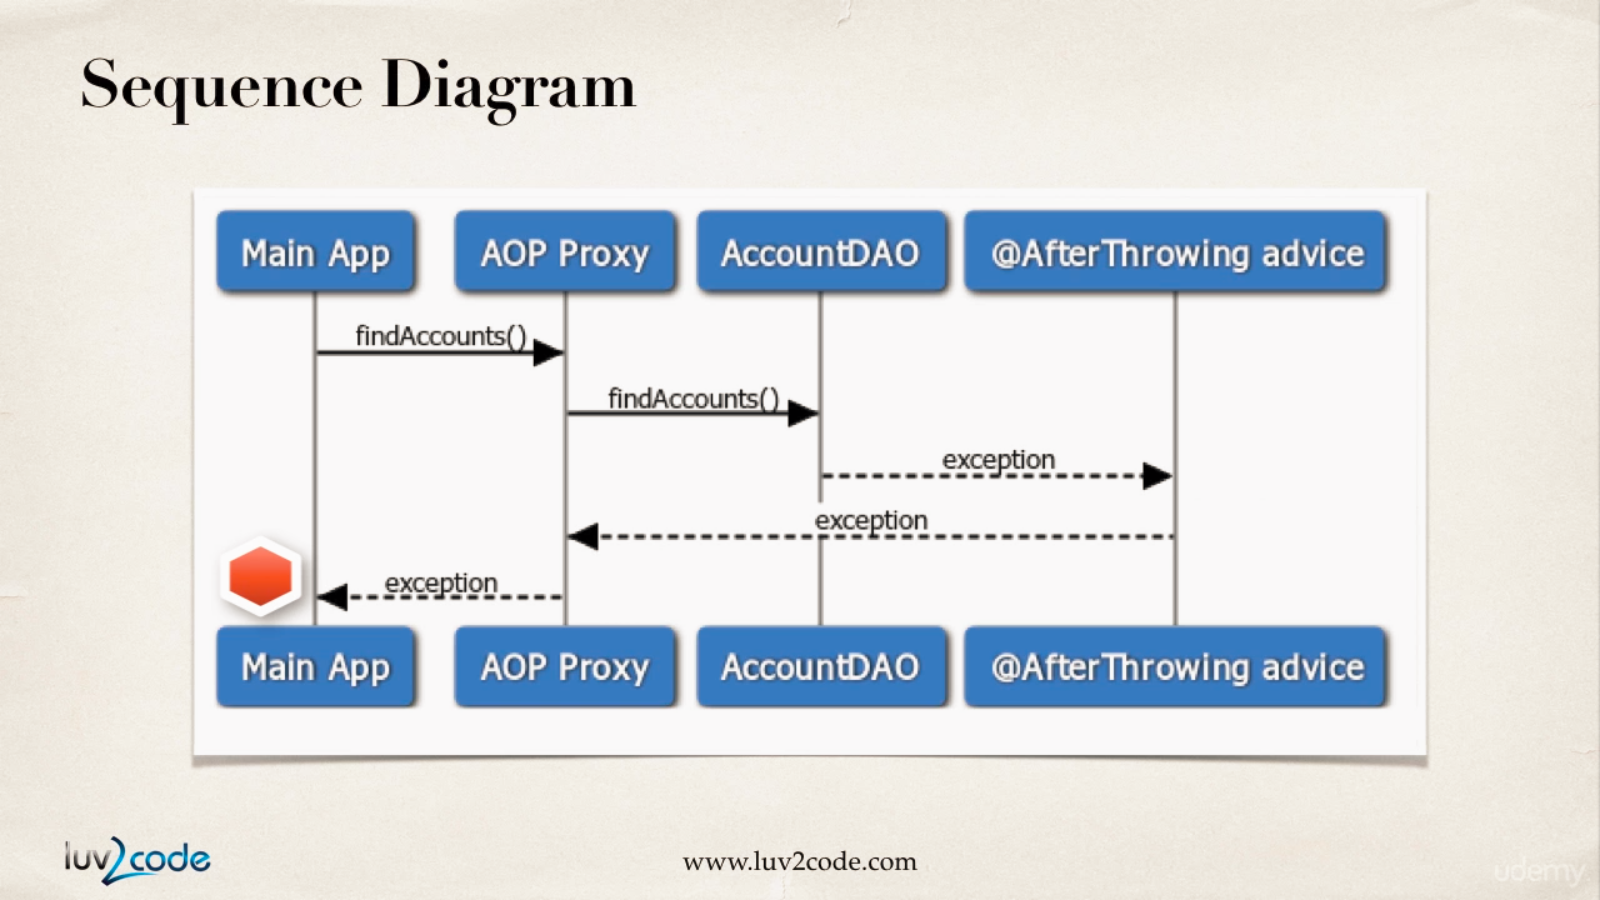 Sequence Diagram
Main App AOP Proxy AccountDAO @AfterThrowing advice
findAccounts()
findAccounts()
exception
exception
exception
Main App AOP Proxy AccountDAO @AfterThrowing advice
luv2code www.luv2code.com udemy